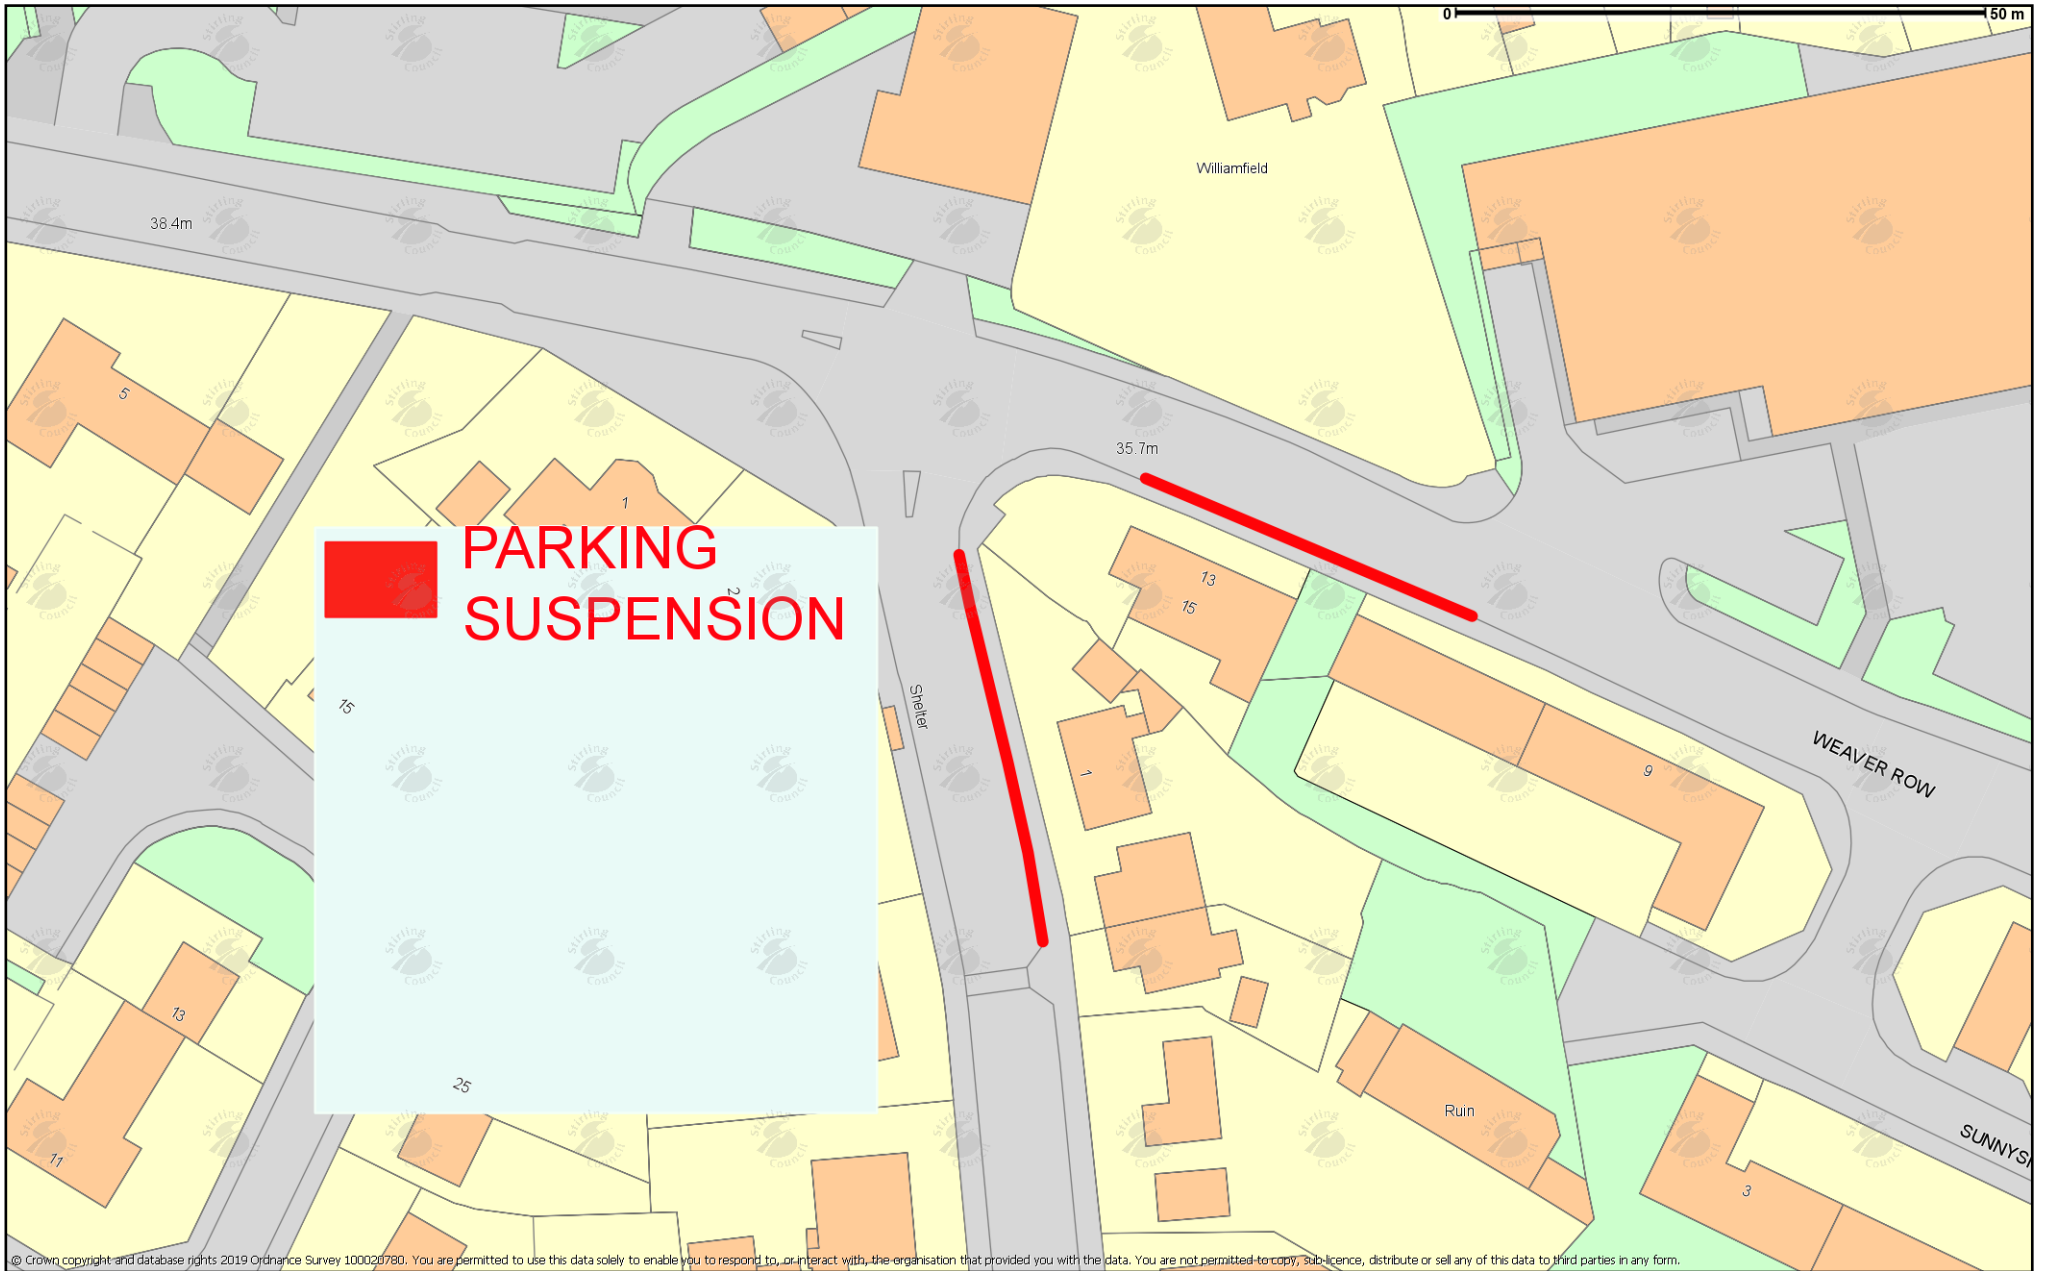 0 50 m
Williamfield
38.4m
5
35.7m
1
PARKING
SUSPENSION
2
13
15
Shelter
15
1
9
WEAVER ROW
13
25
Ruin
SUNNYSI
11
3
© Crown copyright and database rights 2019 Ordnance Survey 100020780. You are permitted to use this data solely to enable you to respond to, or interact with, the organisation that provided you with the data. You are not permitted to copy, sub-licence, distribute or sell any of this data to third parties in any form.
Stirling
Council